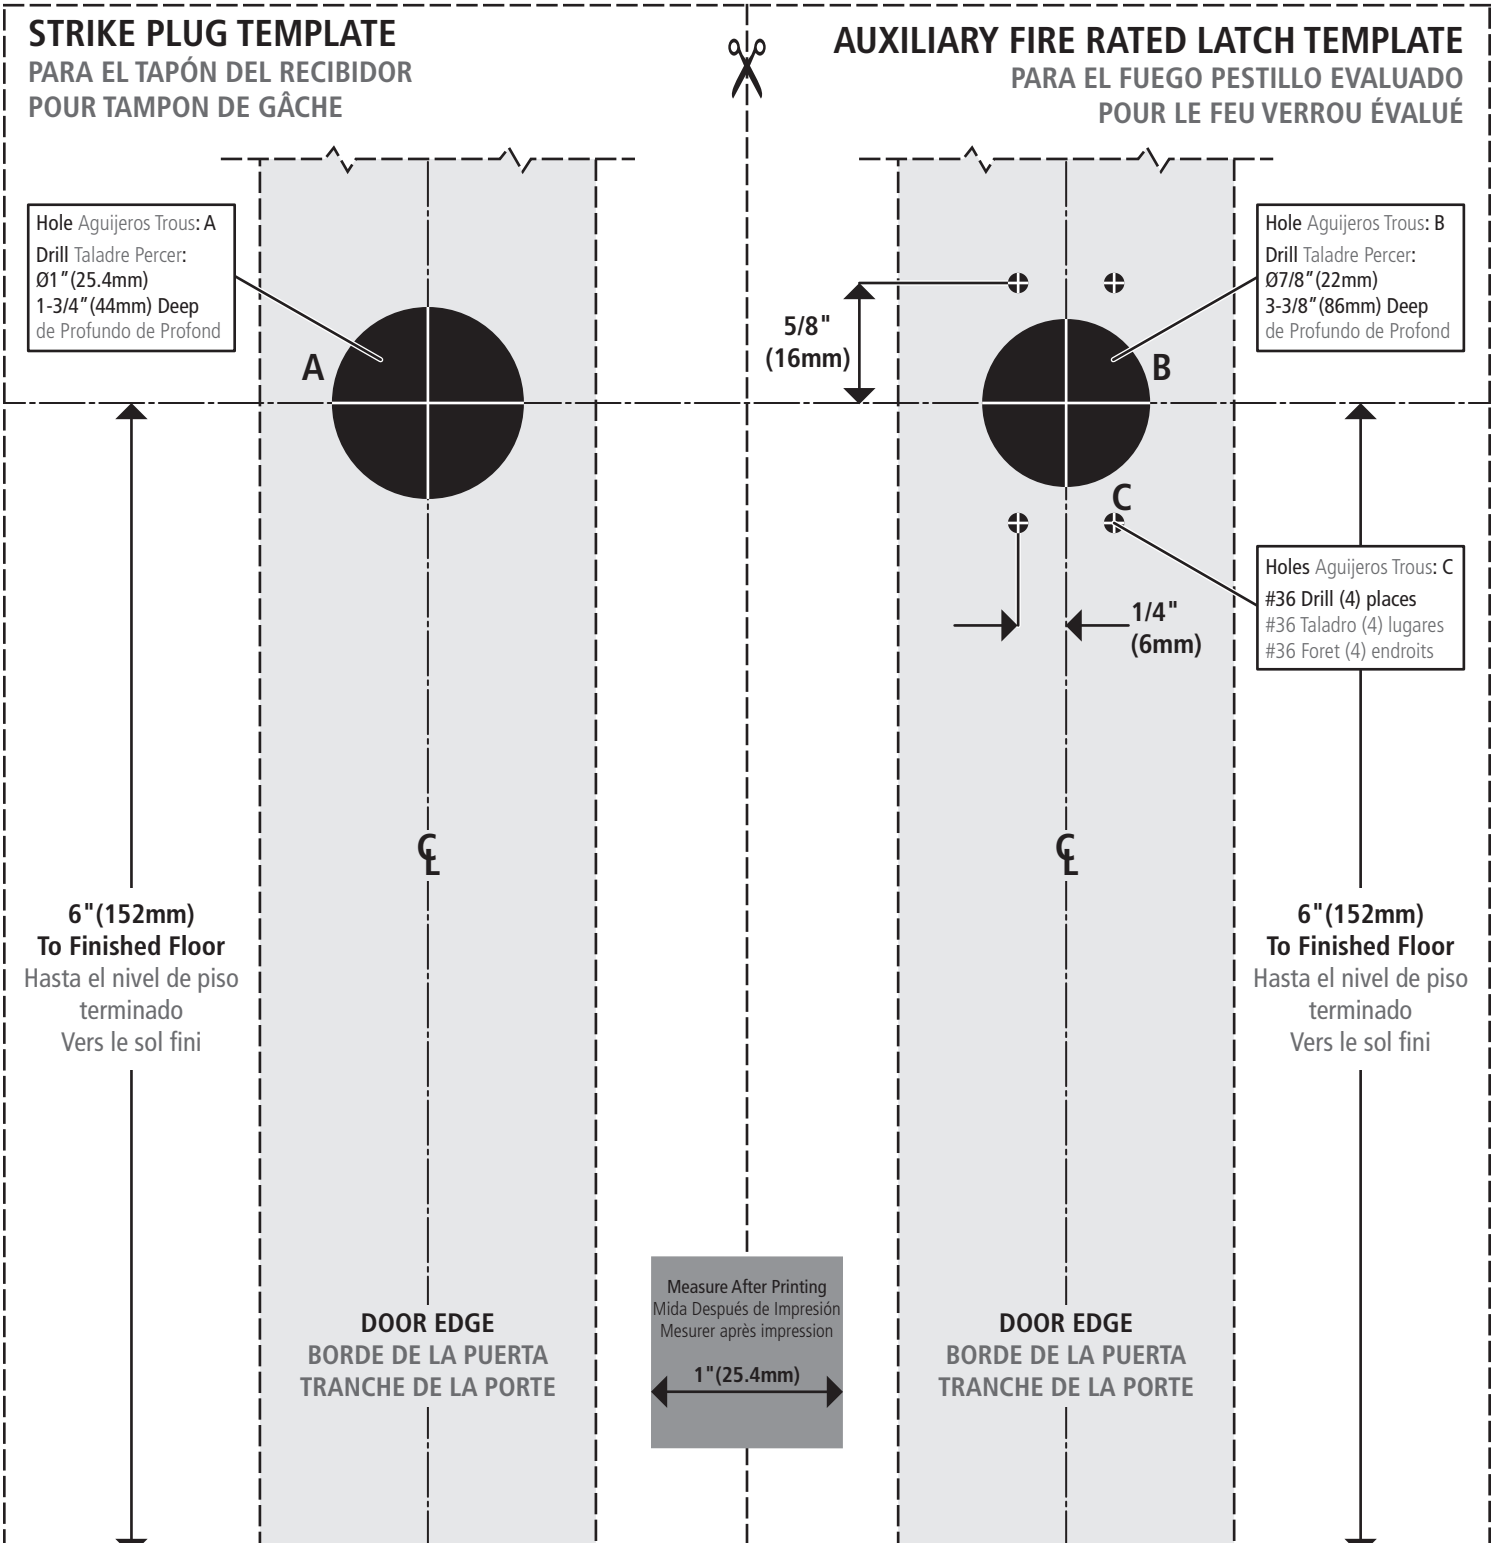 STRIKE PLUG TEMPLATE
PARA EL TAPÓN DEL RECIBIDOR
POUR TAMPON DE GÂCHE
AUXILIARY FIRE RATED LATCH TEMPLATE
PARA EL FUEGO PESTILLO EVALUADO
POUR LE FEU VERROU ÉVALUÉ
Hole Aguijeros Trous: A
Drill Taladre Percer:
Ø1" (25.4mm)
1-3/4" (44mm) Deep
de Profundo de Profond
A
5/8"
(16mm)
Hole Aguijeros Trous: B
Drill Taladre Percer:
Ø7/8" (22mm)
3-3/8" (86mm) Deep
de Profundo de Profond
B
C
Holes Aguijeros Trous: C
#36 Drill (4) places
#36 Taladro (4) lugares
#36 Foret (4) endroits
1/4"
(6mm)
℄
℄
6"(152mm)
To Finished Floor
Hasta el nivel de piso
terminado
Vers le sol fini
6"(152mm)
To Finished Floor
Hasta el nivel de piso
terminado
Vers le sol fini
DOOR EDGE
BORDE DE LA PUERTA
TRANCHE DE LA PORTE
Measure After Printing
Mida Después de Impresión
Mesurer après impression
1"(25.4mm)
DOOR EDGE
BORDE DE LA PUERTA
TRANCHE DE LA PORTE